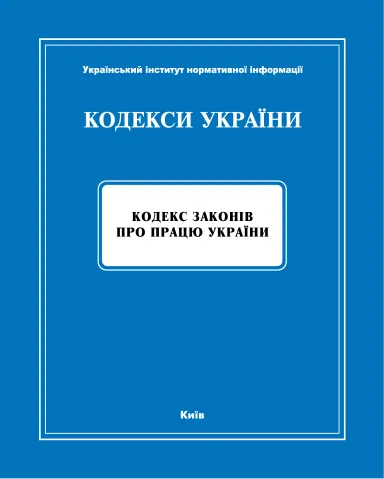 Український інститут нормативної інформації
КОДЕКСИ УКРАЇНИ
КОДЕКС ЗАКОНІВ
ПРО ПРАЦЮ УКРАЇНИ
Київ